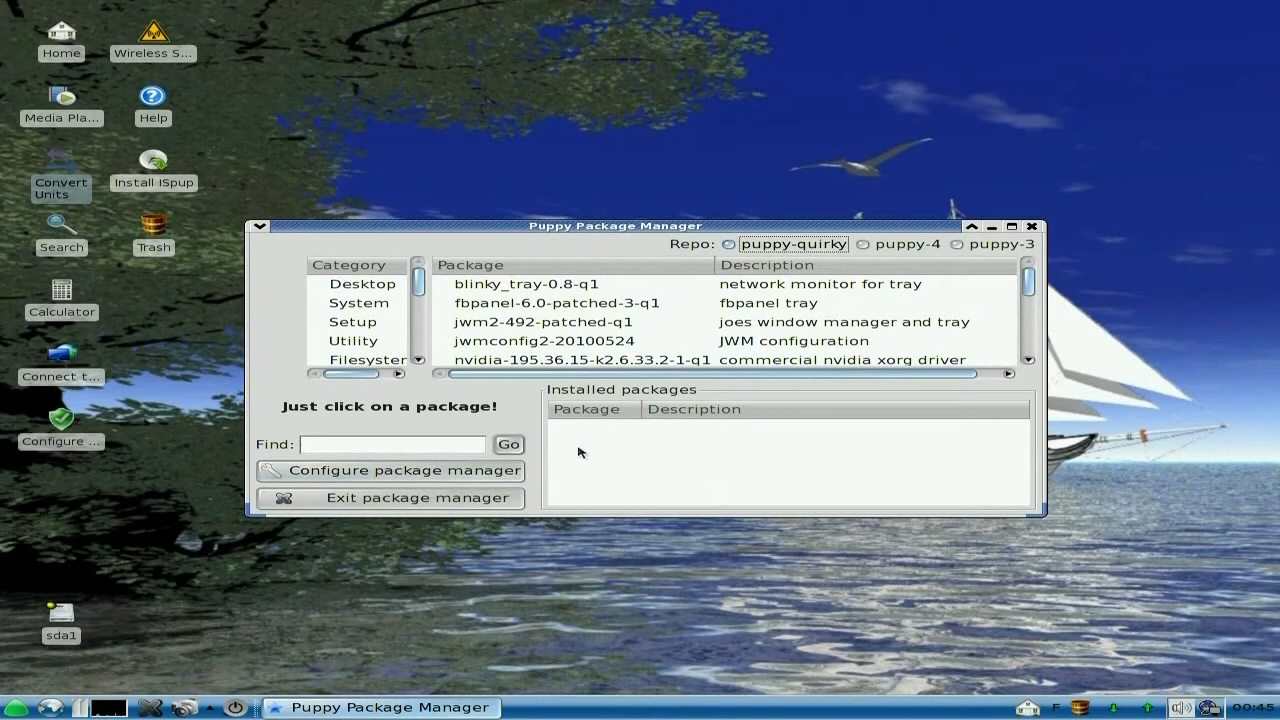 Home
Wireless S...
Media Pla...
Help
Convert
Units
Install ISpup
Search
Trash
Calculator
Connect t...
Configure ...
sda1
Puppy Package Manager
Repo: puppy-quirky puppy-4 puppy-3
Category Package Description
Desktop blinky_tray-0.8-q1 network monitor for tray
System fbpanel-6.0-patched-3-q1 fbpanel tray
Setup jwm2-492-patched-q1 joes window manager and tray
Utility jwmconfig2-20100524 JWM configuration
Filesyster nvidia-195.36.15-k2.6.33.2-1-q1 commercial nvidia xorg driver
Just click on a package!
Find: Go
Configure package manager
Exit package manager
Installed packages
Package Description
Puppy Package Manager
F
00:45